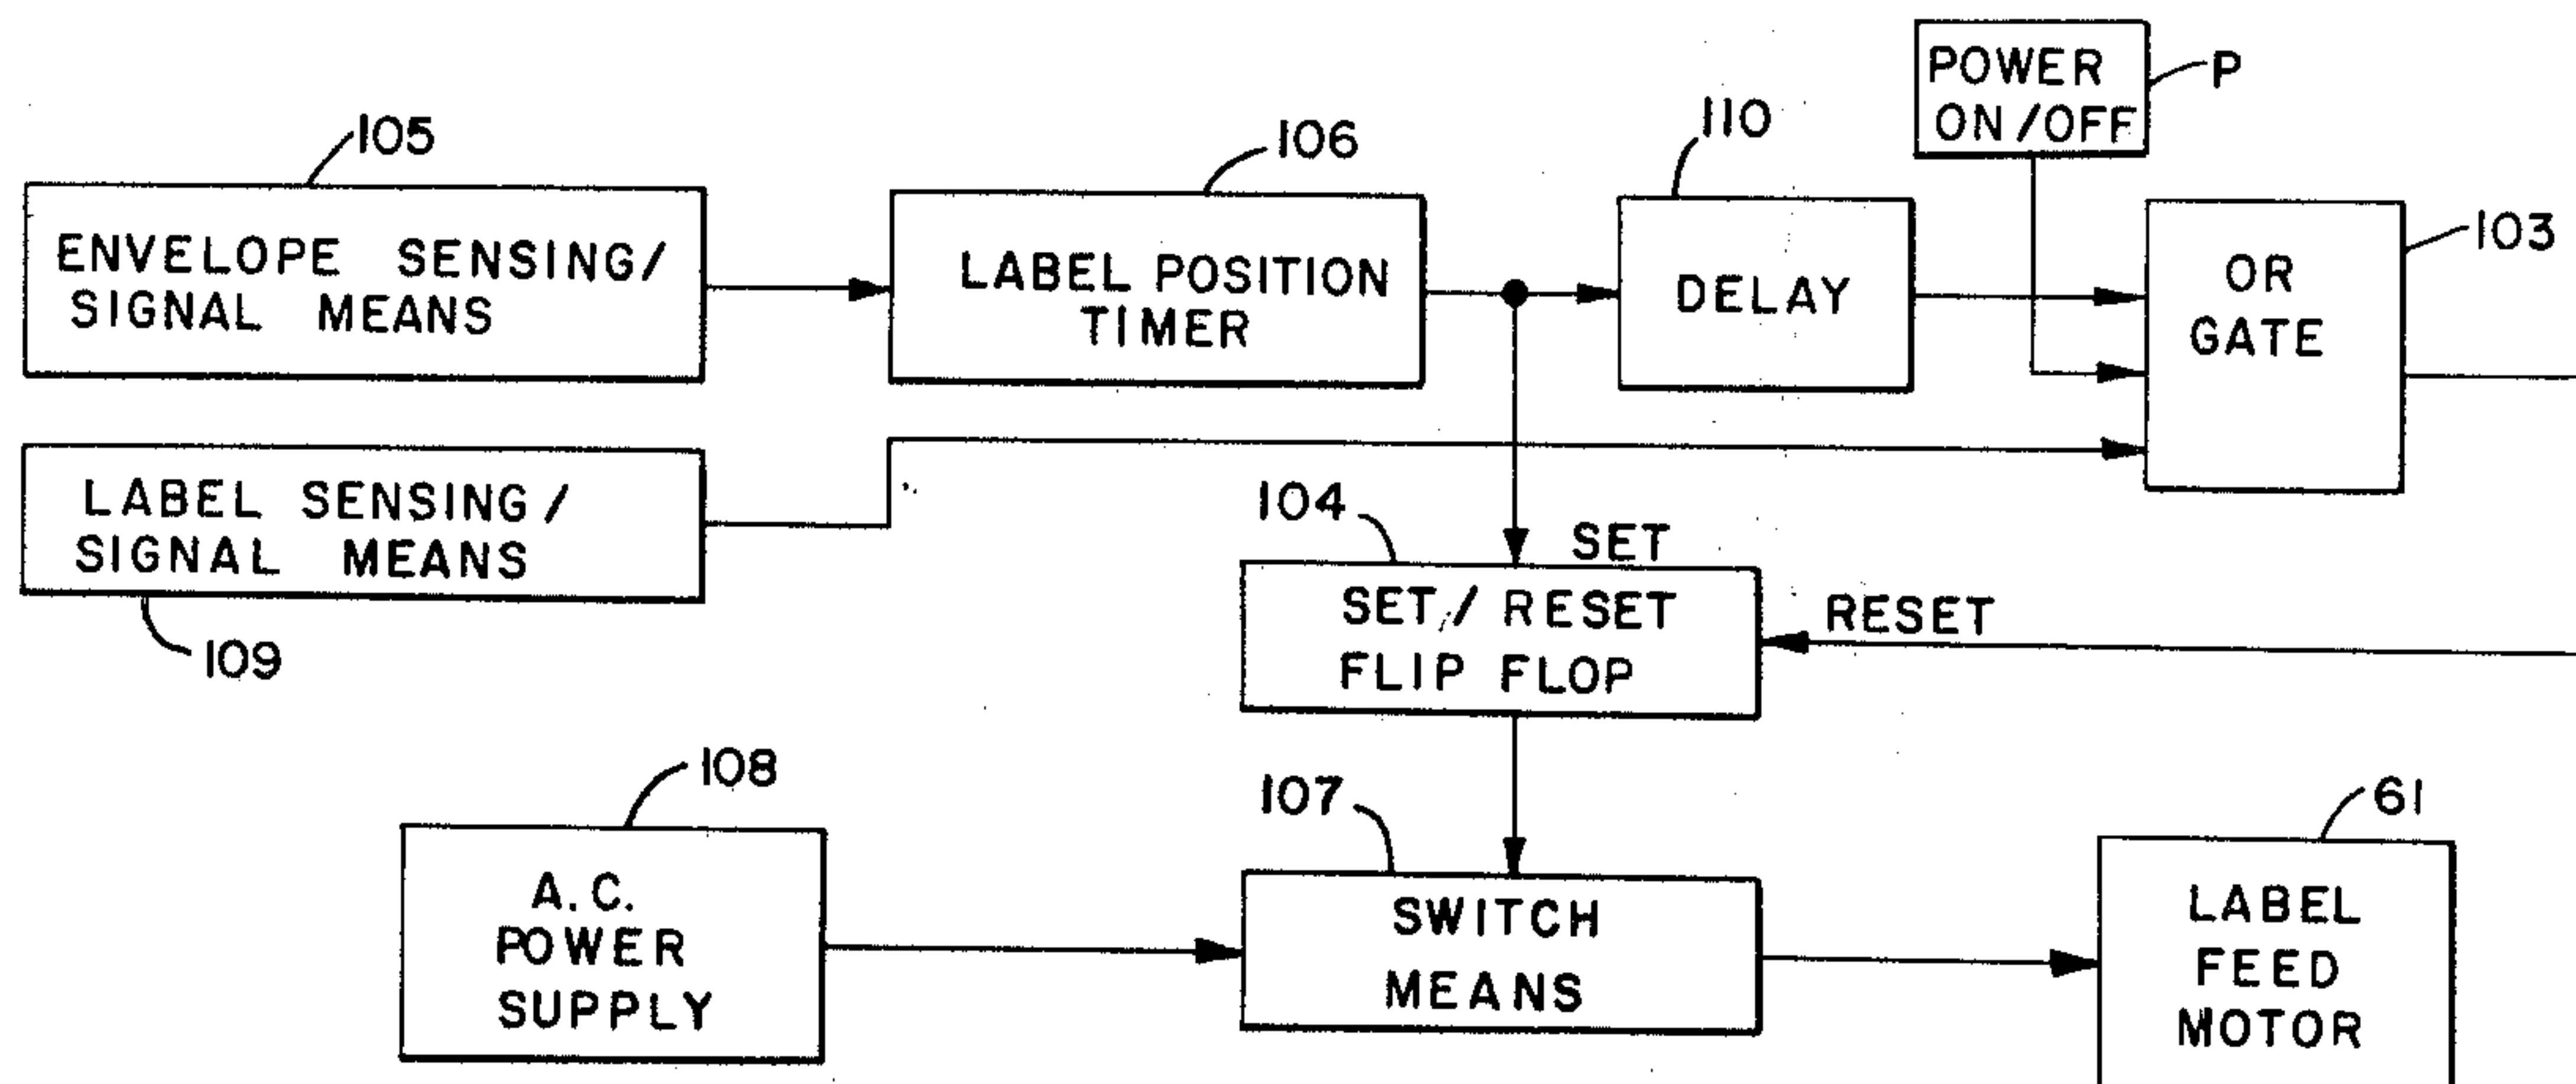 POWER
ON/OFF
P
105
106
110
ENVELOPE SENSING/
SIGNAL MEANS
LABEL POSITION
TIMER
DELAY
OR
GATE
103
LABEL SENSING/
SIGNAL MEANS
109
104
SET
SET/RESET
FLIP FLOP
RESET
108
A.C.
POWER
SUPPLY
107
SWITCH
MEANS
61
LABEL
FEED
MOTOR